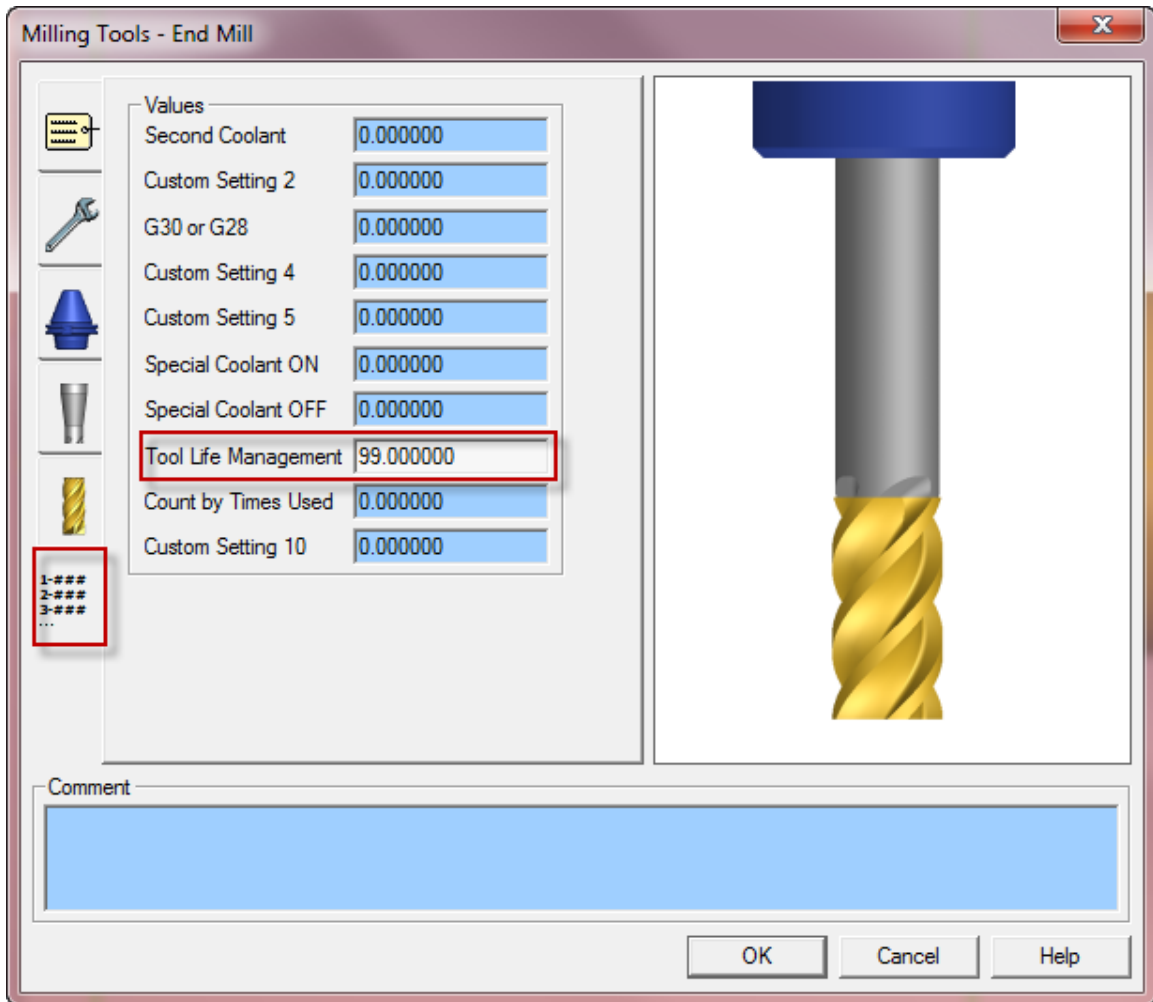 Milling Tools - End Mill
Values
Second Coolant 0.000000
Custom Setting 2 0.000000
G30 or G28 0.000000
Custom Setting 4 0.000000
Custom Setting 5 0.000000
Special Coolant ON 0.000000
Special Coolant OFF 0.000000
Tool Life Management 99.000000
Count by Times Used 0.000000
Custom Setting 10 0.000000
1-###
2-###
3-###
...
Comment
OK Cancel Help